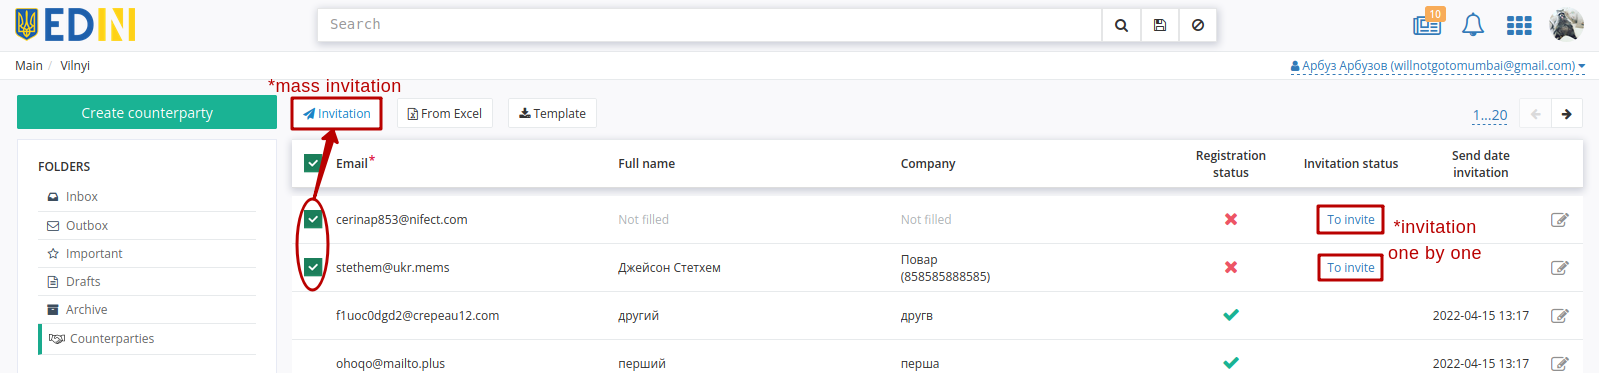 EDIN
Search
10
Main / Vilnyi
Арбуз Арбузов (willnotgotomumbai@gmail.com)
*mass invitation
Create counterparty
Invitation
From Excel
Template
1...20
FOLDERS
Inbox
Outbox
Important
Drafts
Archive
Counterparties
Email*
Full name
Company
Registration
status
Invitation status
Send date
invitation
cerinap853@nifect.com
Not filled
Not filled
To invite
*invitation
one by one
stethem@ukr.mems
Джейсон Стетхем
Повар
(858585888585)
To invite
f1uoc0dgd2@crepeau12.com
другий
другв
2022-04-15 13:17
ohoqo@mailto.plus
перший
перша
2022-04-15 13:17